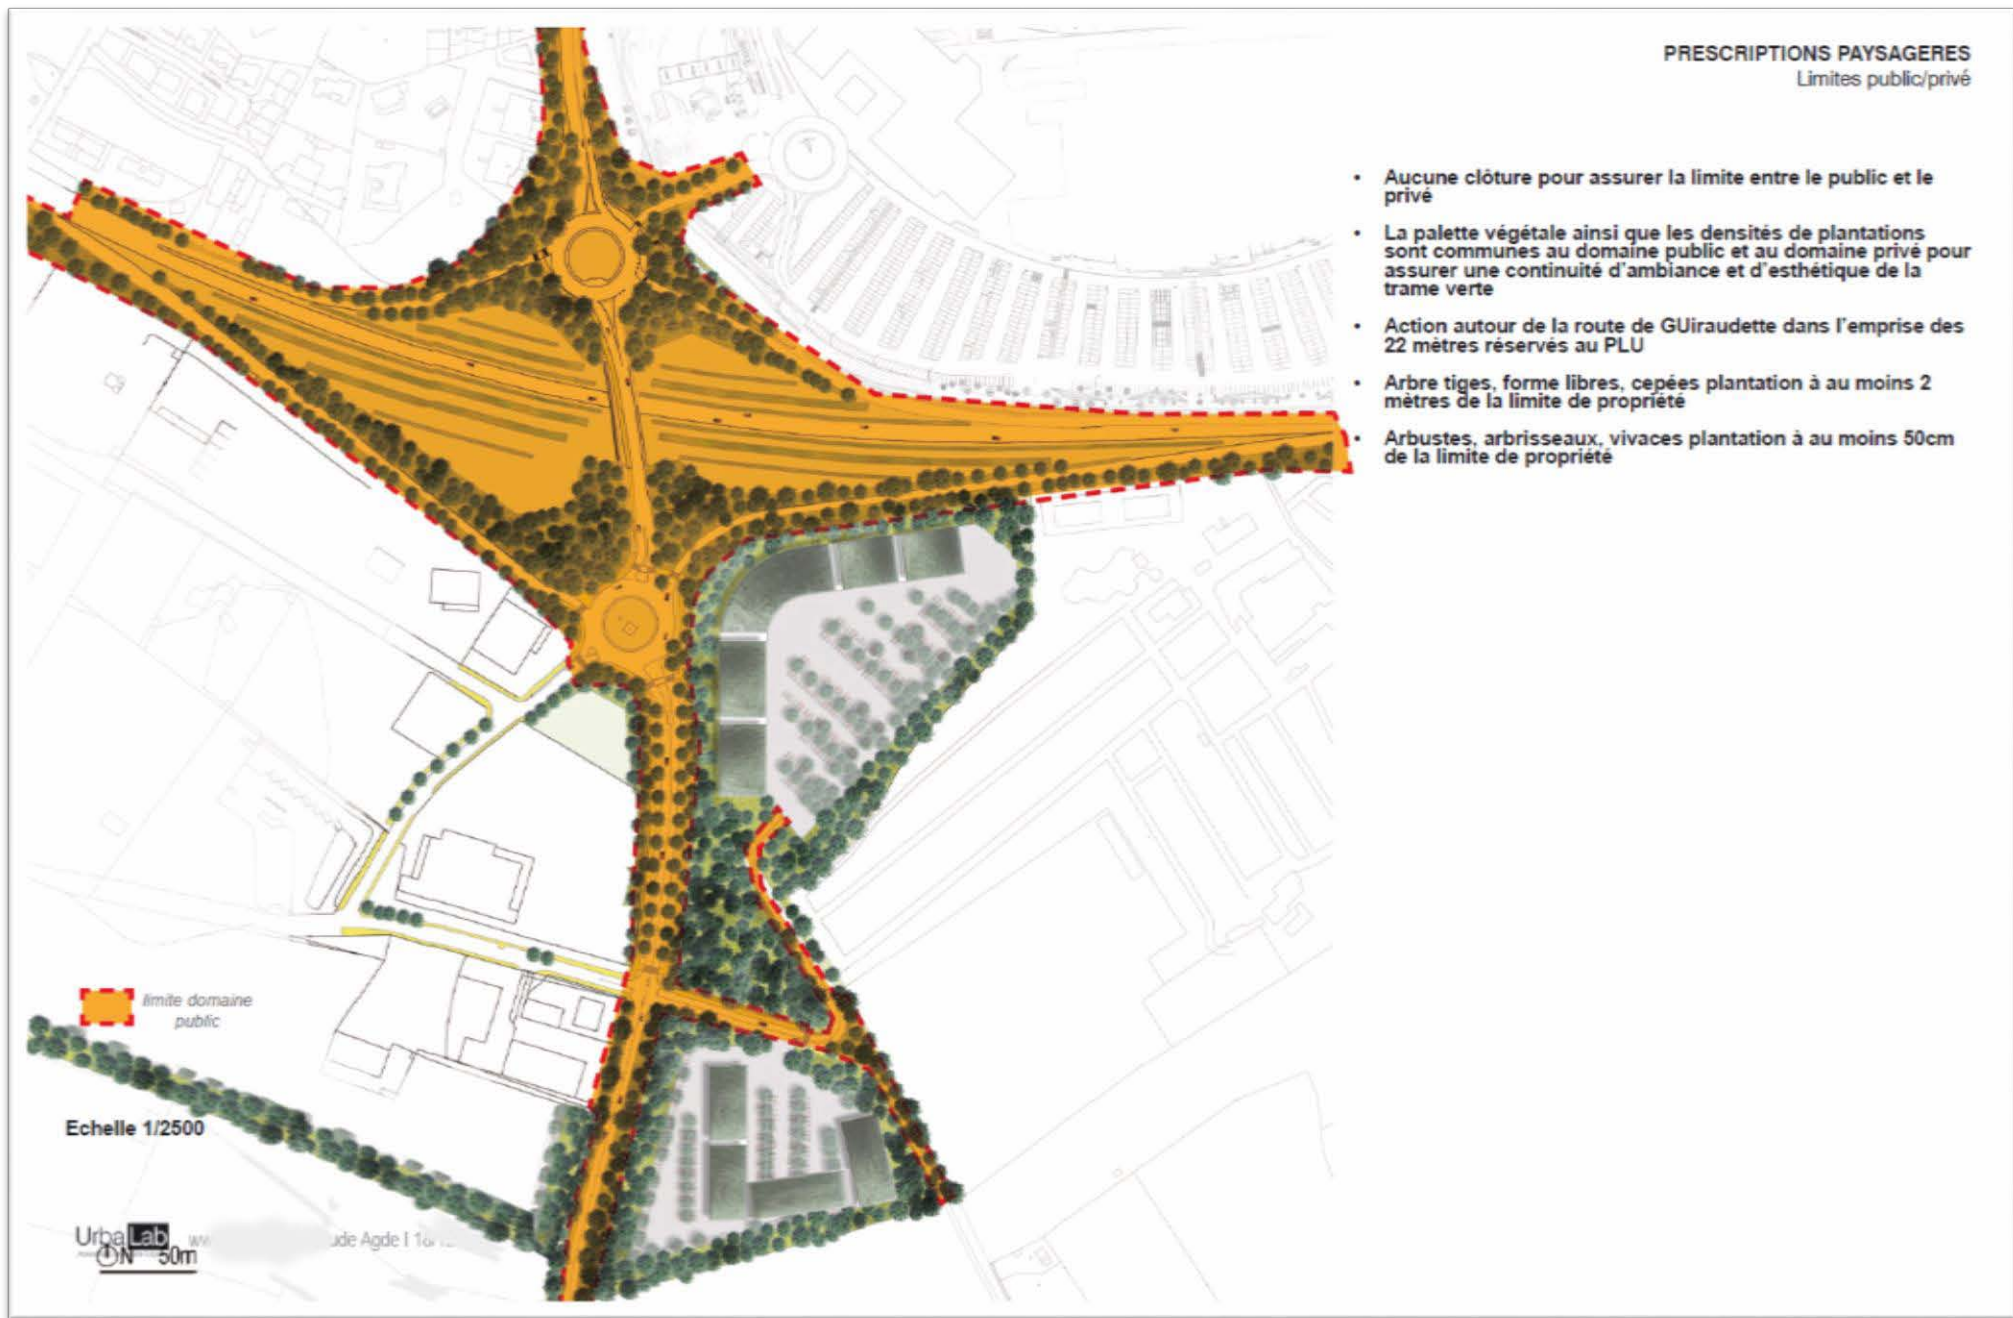 PRESCRIPTIONS PAYSAGERES
Limites public/privé
• Aucune clôture pour assurer la limite entre le public et le
privé
• La palette végétale ainsi que les densités de plantations
sont communes au domaine public et au domaine privé pour
assurer une continuité d'ambiance et d'esthétique de la
trame verte
• Action autour de la route de GUiraudette dans l'emprise des
22 mètres réservés au PLU
• Arbre tiges, forme libres, cepées plantation à au moins 2
mètres de la limite de propriété
• Arbustes, arbrisseaux, vivaces plantation à au moins 50cm
de la limite de propriété
limite domaine
public
Echelle 1/2500
UrbaLab
Agde I
N 50m